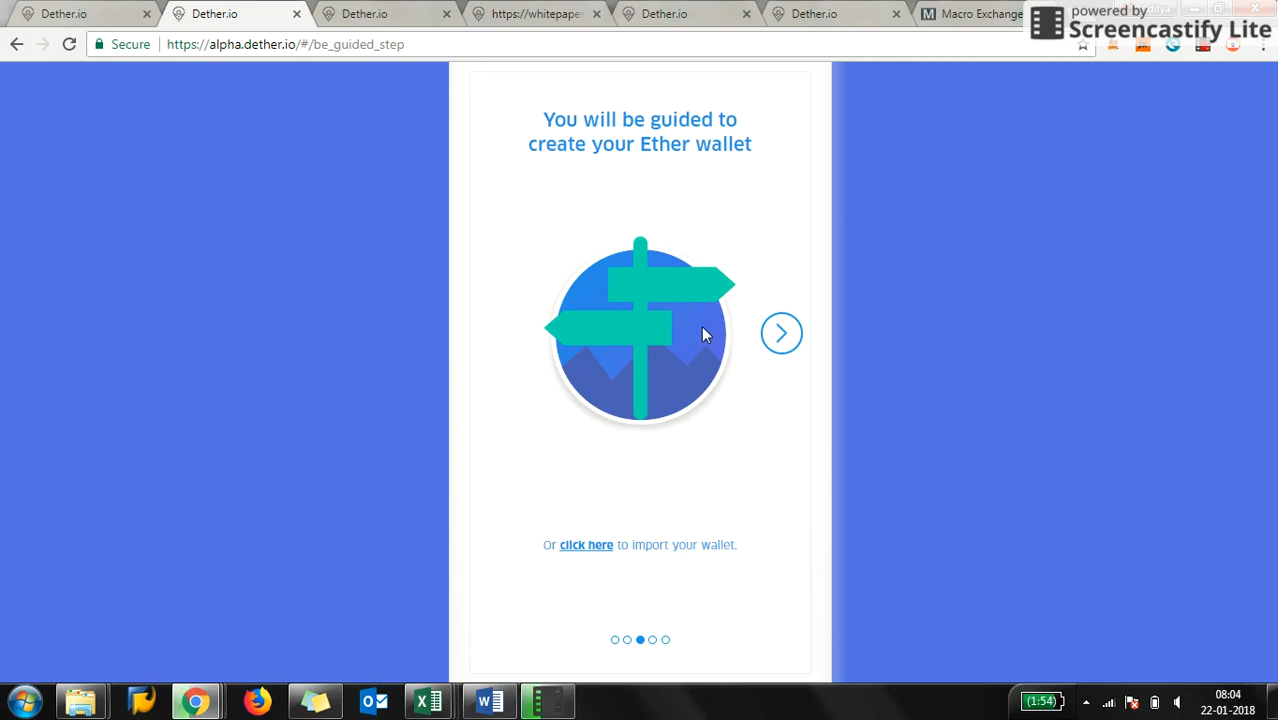 Dether.io
Dether.io
Dether.io
https://whitepaper
Dether.io
Dether.io
Macro Exchange
powered by
Screencastify Lite
Secure
https://alpha.dether.io/#/be_guided_step
You will be guided to
create your Ether wallet
Or click here to import your wallet.
(1:54)
08:04
22-01-2018